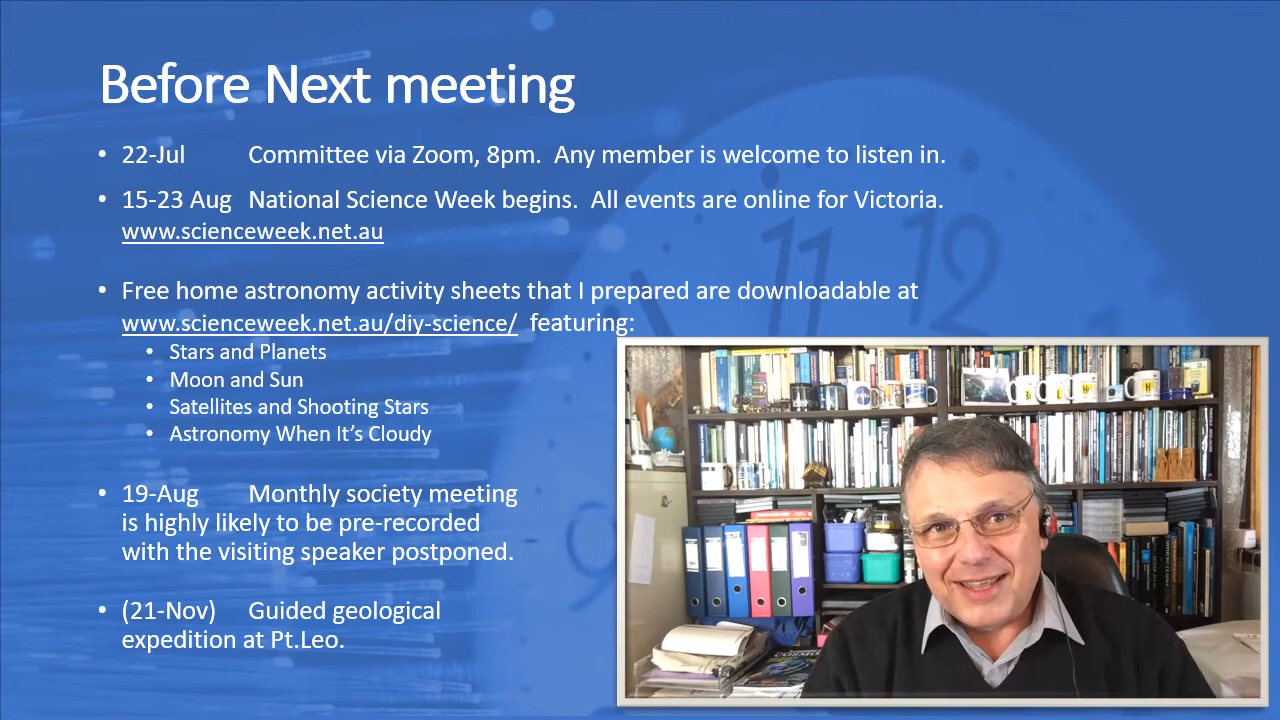 Before Next meeting
• 22-Jul Committee via Zoom, 8pm. Any member is welcome to listen in.
• 15-23 Aug National Science Week begins. All events are online for Victoria.
www.scienceweek.net.au
• Free home astronomy activity sheets that I prepared are downloadable at
www.scienceweek.net.au/diy-science/ featuring:
• Stars and Planets
• Moon and Sun
• Satellites and Shooting Stars
• Astronomy When It’s Cloudy
• 19-Aug Monthly society meeting
is highly likely to be pre-recorded
with the visiting speaker postponed.
• (21-Nov) Guided geological
expedition at Pt.Leo.
11
12
9